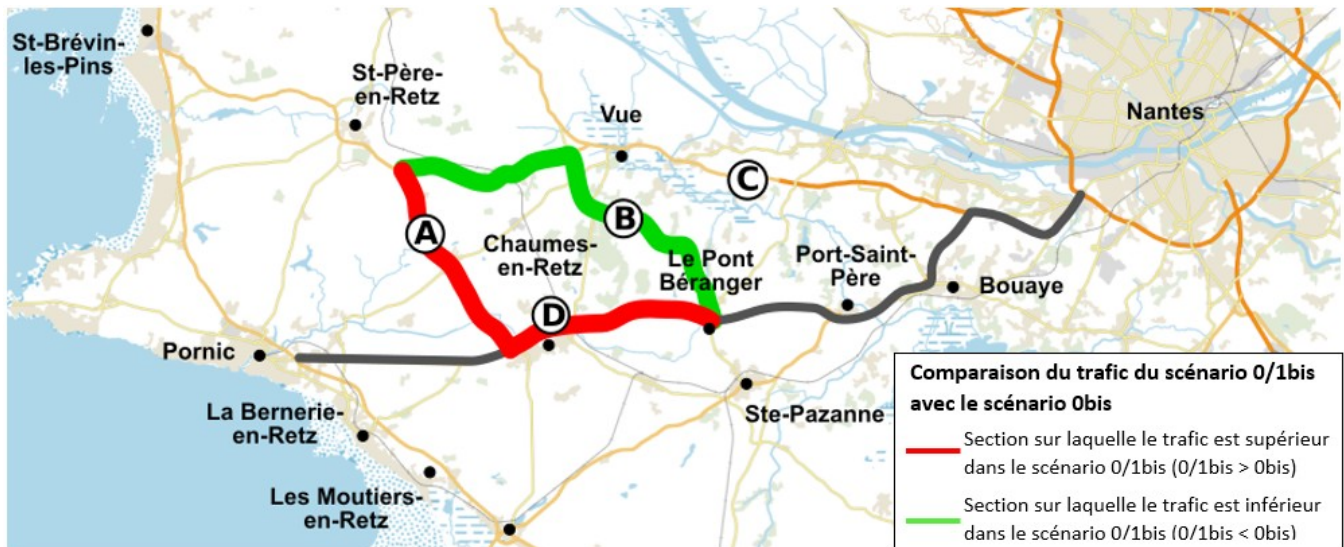 St-Brévin-
les-Pins
St-Père-
en-Retz
Vue
Nantes
C
A
B
Chaumes-
en-Retz
Le Pont
Béranger
Port-Saint-
Père
Bouaye
D
Pornic
La Bernerie-
en-Retz
Ste-Pazanne
Les Moutiers-
en-Retz
Comparaison du trafic du scénario 0/1bis
avec le scénario 0bis
Section sur laquelle le trafic est supérieur
dans le scénario 0/1bis (0/1bis > 0bis)
Section sur laquelle le trafic est inférieur
dans le scénario 0/1bis (0/1bis < 0bis)